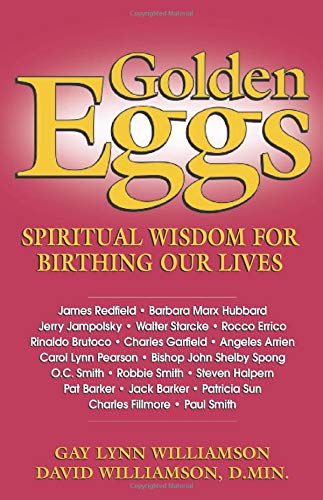 Golden
Eggs
SPIRITUAL WISDOM FOR
BIRTHING OUR LIVES
James Redfield • Barbara Marx Hubbard
Jerry Jampolsky • Walter Starcke • Rocco Errico
Rinaldo Brutoco • Charles Garfield • Angeles Arrien
Carol Lynn Pearson • Bishop John Shelby Spong
O.C. Smith • Robbie Smith • Steven Halpern
Pat Barker • Jack Barker • Patricia Sun
Charles Fillmore • Paul Smith
GAY LYNN WILLIAMSON
DAVID WILLIAMSON, D.MIN.